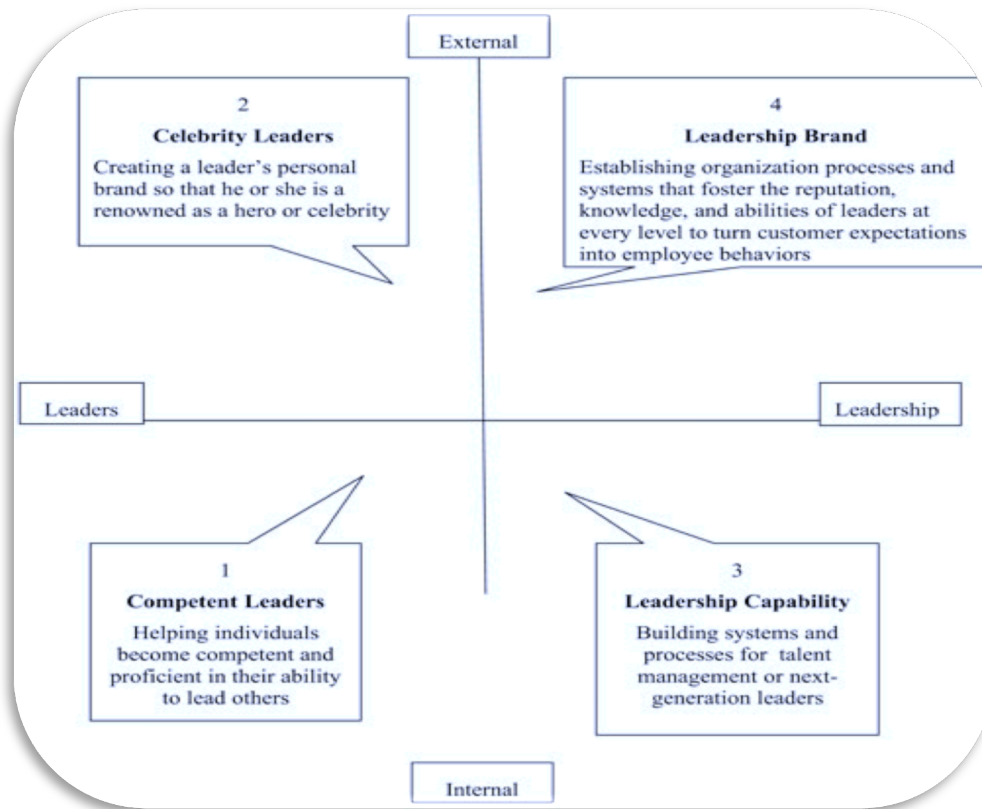 External
2
Celebrity Leaders
Creating a leader's personal
brand so that he or she is a
renowned as a hero or celebrity
4
Leadership Brand
Establishing organization processes and
systems that foster the reputation,
knowledge, and abilities of leaders at
every level to turn customer expectations
into employee behaviors
Leaders
Leadership
1
Competent Leaders
Helping individuals
become competent and
proficient in their ability
to lead others
3
Leadership Capability
Building systems and
processes for talent
management or next-
generation leaders
Internal